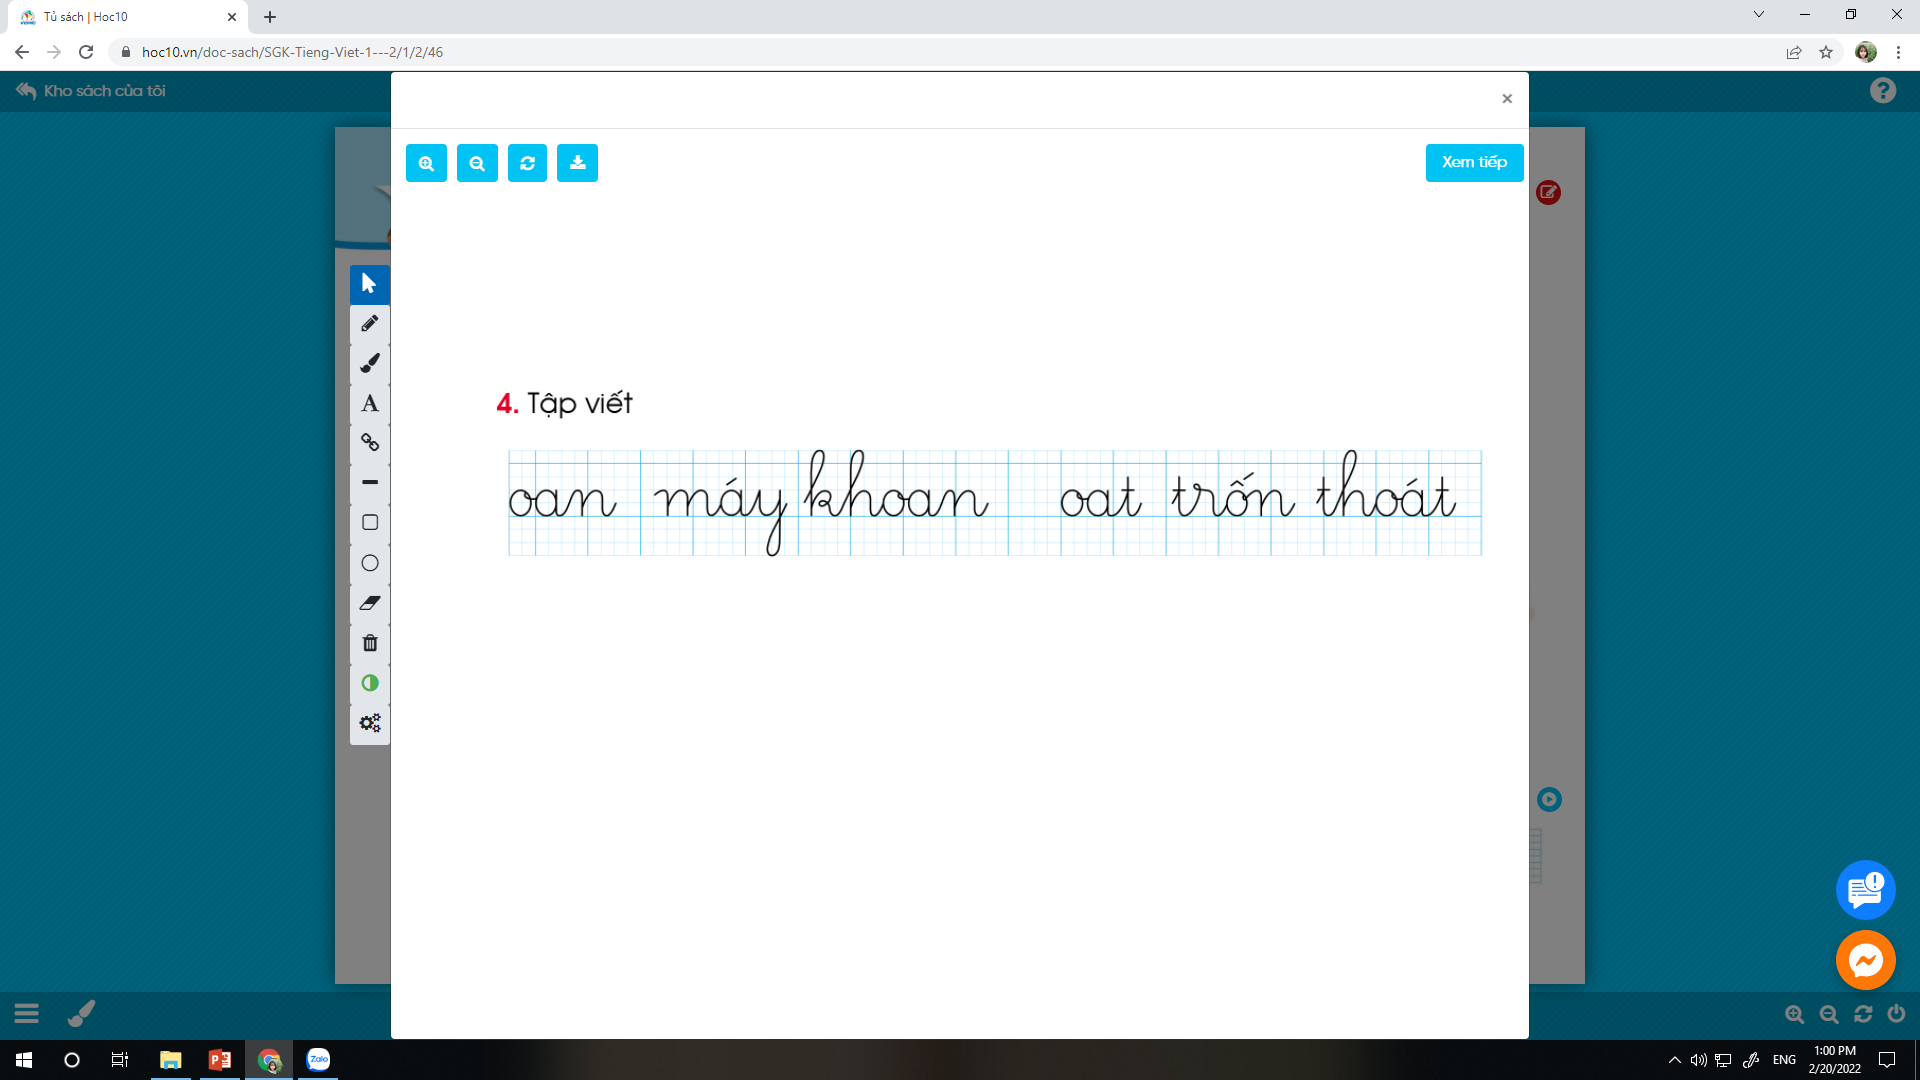 Tủ sách | Hoc10
hoc10.vn/doc-sach/SGK-Tieng-Viet-1---2/1/2/46
Kho sách của tôi
Xem tiếp
4. Tập viết
oan máy khoan oat trốn thoát
Zalo
ENG
1:00 PM
2/20/2022